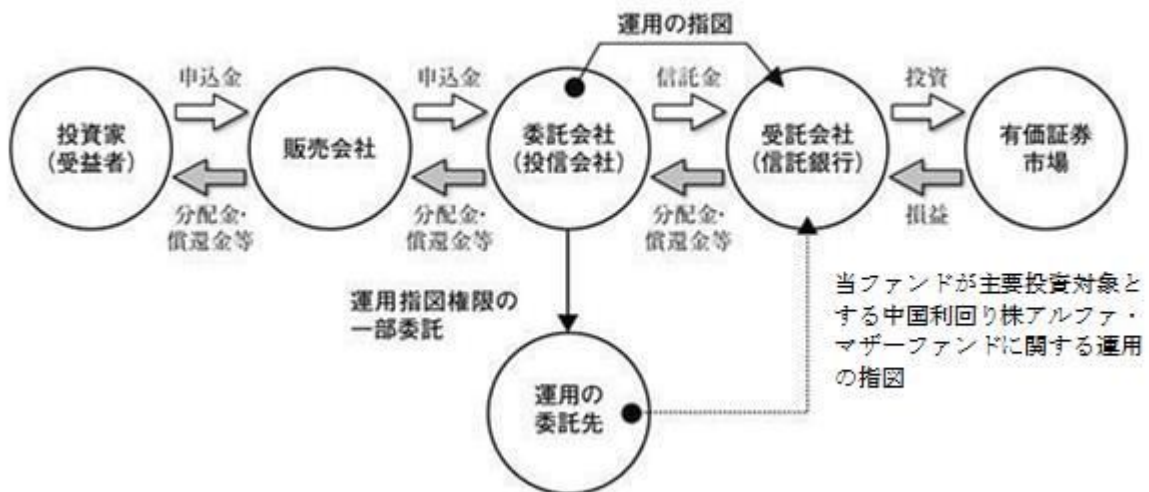 運用の指図
申込金
申込金
信託金
投資
投資家
（受益者）
販売会社
委託会社
（投信会社）
受託会社
（信託銀行）
有価証券
市場
分配金・
償還金等
分配金・
償還金等
分配金・
償還金等
損益
運用指図権限の
一部委託
当ファンドが主要投資対象と
する中国利回り株アルファ・
マザーファンドに関する運用
の指図
運用の
委託先